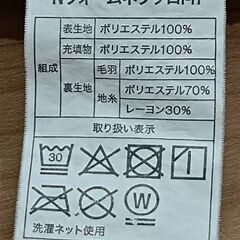 表生地 ポリエステル100%
充填物 ポリエステル100%
組成 裏生地 毛羽 ポリエステル100%
地糸 ポリエステル70%
レーヨン30%
取り扱い表示
30
W
洗濯ネット使用